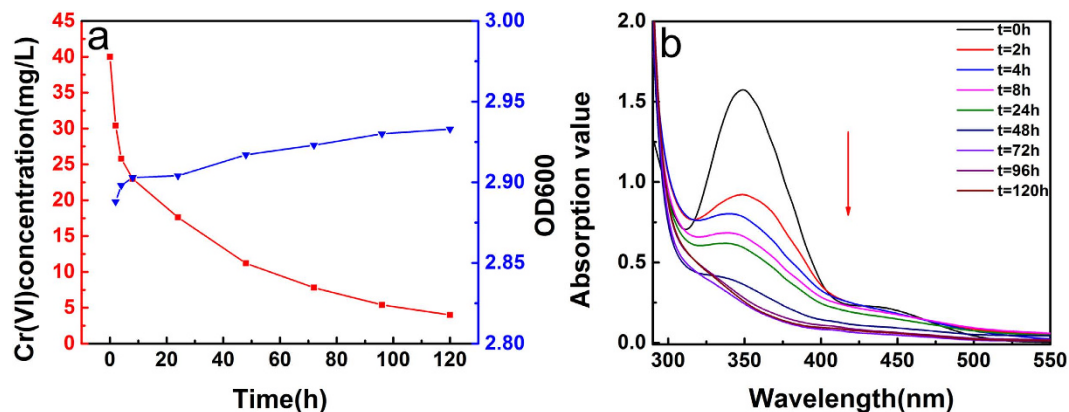 a
Cr(VI)concentration(mg/L)
45
40
35
30
25
20
15
10
5
0
0 20 40 60 80 100 120
Time(h)
3.00
2.95
2.90
2.85
2.80
OD600
b
Absorption value
2.0
1.5
1.0
0.5
0.0
300 350 400 450 500 550
Wavelength(nm)
t=0h
t=2h
t=4h
t=8h
t=24h
t=48h
t=72h
t=96h
t=120h